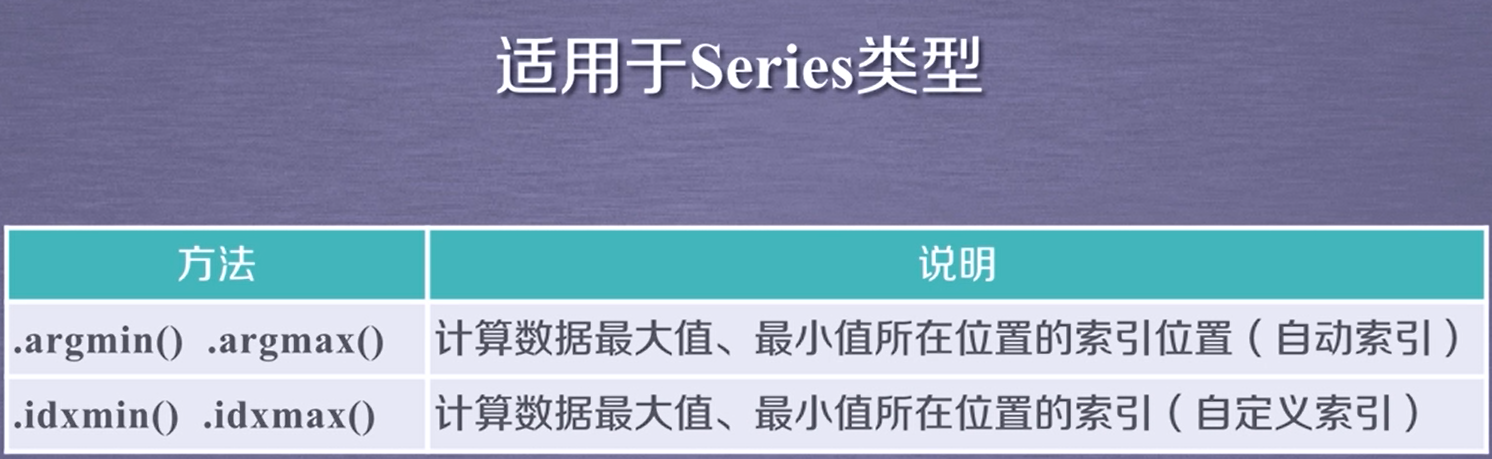 适用于Series类型
方法 说明
.argmin() .argmax() 计算数据最大值、最小值所在位置的索引位置（自动索引）
.idxmin() .idxmax() 计算数据最大值、最小值所在位置的索引（自定义索引）